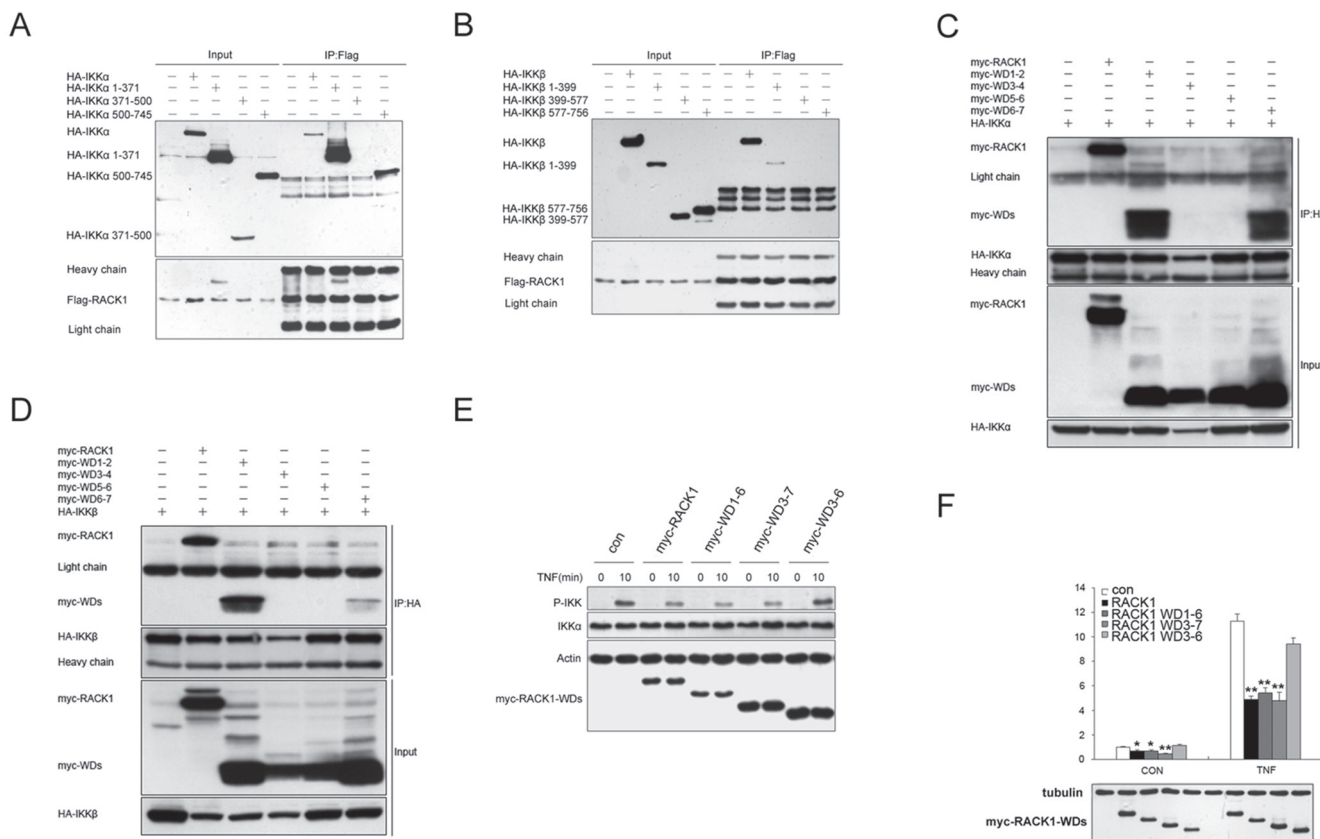 A
Input IP:Flag
HA-IKKα - + - - - - + - - -
HA-IKKα 1-371 - - + - - - - + - -
HA-IKKα 371-500 - - - + - - - - + -
HA-IKKα 500-745 - - - - + - - - - +
HA-IKKα
HA-IKKα 1-371
HA-IKKα 500-745
HA-IKKα 371-500
Heavy chain
Flag-RACK1
Light chain
B
Input IP:Flag
HA-IKKβ - + - - - - + - - -
HA-IKKβ 1-399 - - + - - - - + - -
HA-IKKβ 399-577 - - - + - - - - + -
HA-IKKβ 577-756 - - - - + - - - - +
HA-IKKβ
HA-IKKβ 1-399
HA-IKKβ 577-756
HA-IKKβ 399-577
Heavy chain
Flag-RACK1
Light chain
C
myc-RACK1 - + - - - -
myc-WD1-2 - - + - - -
myc-WD3-4 - - - + - -
myc-WD5-6 - - - - + -
myc-WD6-7 - - - - - +
HA-IKKα + + + + + +
myc-RACK1
Light chain
myc-WDs
IP:H
HA-IKKα
Heavy chain
myc-RACK1
Input
myc-WDs
HA-IKKα
D
myc-RACK1 - + - - - -
myc-WD1-2 - - + - - -
myc-WD3-4 - - - + - -
myc-WD5-6 - - - - + -
myc-WD6-7 - - - - - +
HA-IKKβ + + + + + +
myc-RACK1
Light chain
myc-WDs
IP:HA
HA-IKKβ
Heavy chain
myc-RACK1
Input
myc-WDs
HA-IKKβ
E
con myc-RACK1 myc-WD1-6 myc-WD3-7 myc-WD3-6
TNF(min) 0 10 0 10 0 10 0 10 0 10
P-IKK
IKKα
Actin
myc-RACK1-WDs
F
14
12
10
8
6
4
2
0
con
RACK1
RACK1 WD1-6
RACK1 WD3-7
RACK1 WD3-6
* * **
** ** **
CON TNF
tubulin
myc-RACK1-WDs